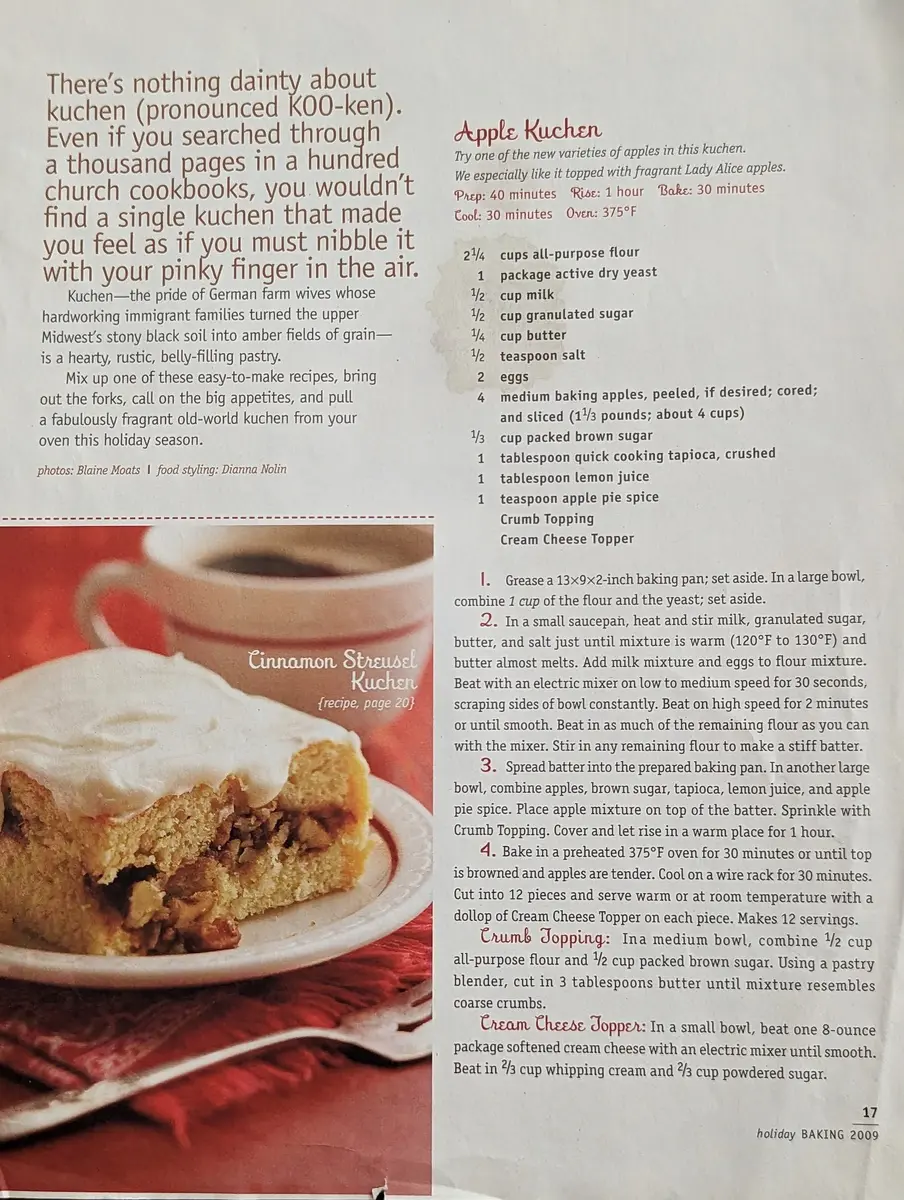 There's nothing dainty about
kuchen (pronounced KOO-ken).
Even if you searched through
a thousand pages in a hundred
church cookbooks, you wouldn't
find a single kuchen that made
you feel as if you must nibble it
with your pinky finger in the air.
Kuchen—the pride of German farm wives whose
hardworking immigrant families turned the upper
Midwest's stony black soil into amber fields of grain—
is a hearty, rustic, belly-filling pastry.
Mix up one of these easy-to-make recipes, bring
out the forks, call on the big appetites, and pull
a fabulously fragrant old-world kuchen from your
oven this holiday season.
photos: Blaine Moats | food styling: Dianna Nolin
Cinnamon Streusel
Kuchen
{recipe, page 20}
Apple Kuchen
Try one of the new varieties of apples in this kuchen.
We especially like it topped with fragrant Lady Alice apples.
Prep: 40 minutes Rise: 1 hour Bake: 30 minutes
Cool: 30 minutes Oven: 375°F
2¼ cups all-purpose flour
1 package active dry yeast
½ cup milk
½ cup granulated sugar
¼ cup butter
½ teaspoon salt
2 eggs
4 medium baking apples, peeled, if desired; cored;
and sliced (1⅓ pounds; about 4 cups)
⅓ cup packed brown sugar
1 tablespoon quick cooking tapioca, crushed
1 tablespoon lemon juice
1 teaspoon apple pie spice
Crumb Topping
Cream Cheese Topper
1. Grease a 13×9×2-inch baking pan; set aside. In a large bowl,
combine 1 cup of the flour and the yeast; set aside.
2. In a small saucepan, heat and stir milk, granulated sugar,
butter, and salt just until mixture is warm (120°F to 130°F) and
butter almost melts. Add milk mixture and eggs to flour mixture.
Beat with an electric mixer on low to medium speed for 30 seconds,
scraping sides of bowl constantly. Beat on high speed for 2 minutes
or until smooth. Beat in as much of the remaining flour as you can
with the mixer. Stir in any remaining flour to make a stiff batter.
3. Spread batter into the prepared baking pan. In another large
bowl, combine apples, brown sugar, tapioca, lemon juice, and apple
pie spice. Place apple mixture on top of the batter. Sprinkle with
Crumb Topping. Cover and let rise in a warm place for 1 hour.
4. Bake in a preheated 375°F oven for 30 minutes or until top
is browned and apples are tender. Cool on a wire rack for 30 minutes.
Cut into 12 pieces and serve warm or at room temperature with a
dollop of Cream Cheese Topper on each piece. Makes 12 servings.
Crumb Topping: Ina medium bowl, combine ½ cup
all-purpose flour and ½ cup packed brown sugar. Using a pastry
blender, cut in 3 tablespoons butter until mixture resembles
coarse crumbs.
Cream Cheese Topper: In a small bowl, beat one 8-ounce
package softened cream cheese with an electric mixer until smooth.
Beat in ⅔ cup whipping cream and ⅔ cup powdered sugar.
17
holiday BAKING 2009